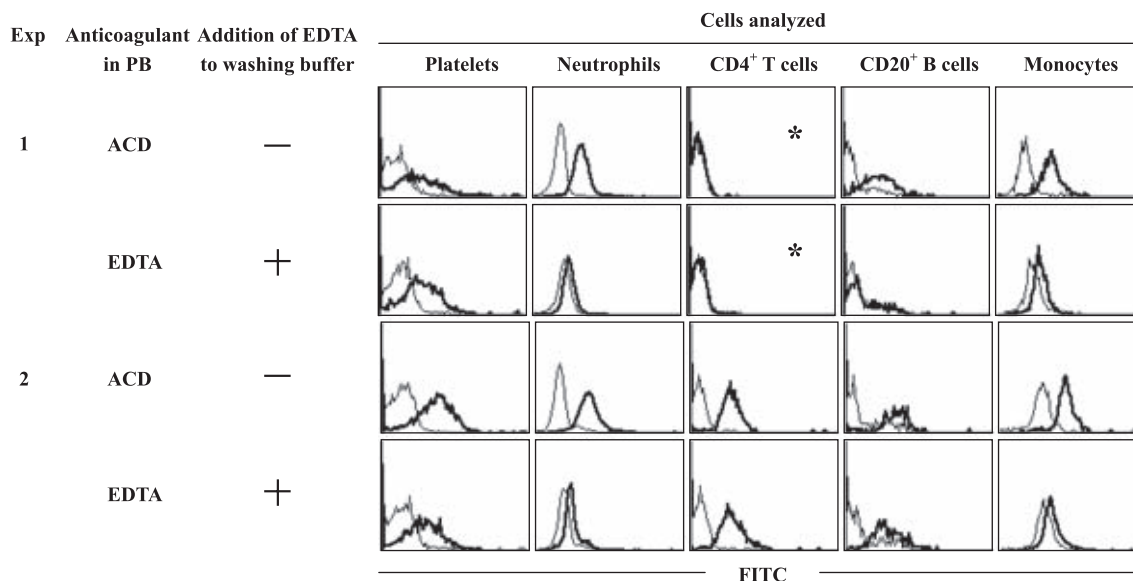 Cells analyzed
Exp Anticoagulant Addition of EDTA
in PB to washing buffer
Platelets Neutrophils CD4+ T cells CD20+ B cells Monocytes
1 ACD − *
EDTA + *
2 ACD −
EDTA +
FITC